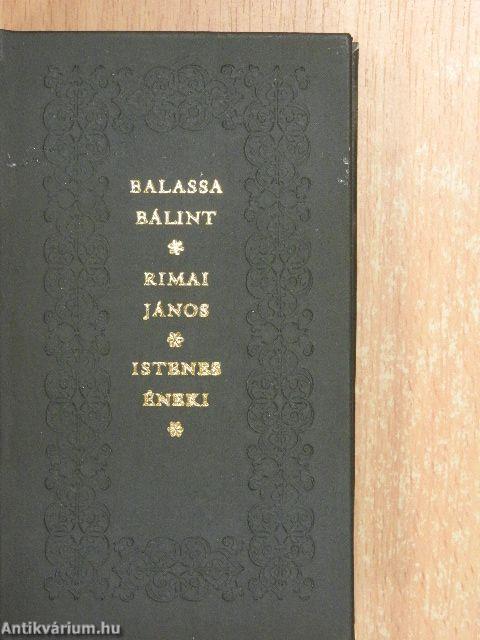 BALASSA
BÁLINT
RIMAI
JÁNOS
ISTENES
ÉNEKI
Antikvárium.hu